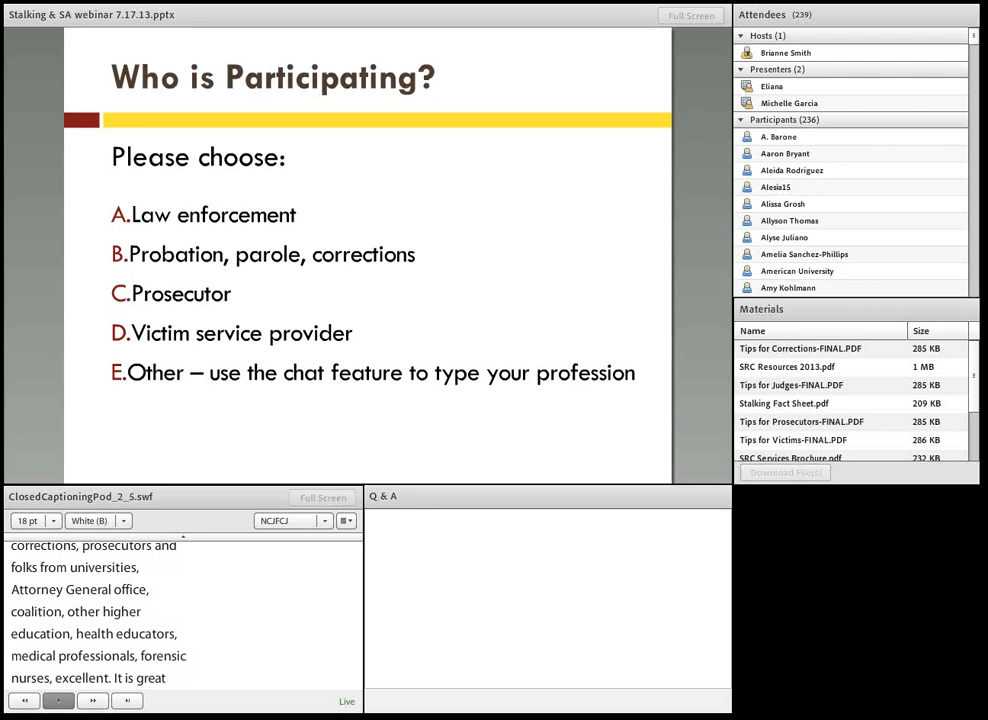 Stalking & SA webinar 7.17.13.pptx
Full Screen
Who is Participating?
Please choose:
A.Law enforcement
B.Probation, parole, corrections
C.Prosecutor
D.Victim service provider
E.Other – use the chat feature to type your profession
Attendees (239)
Hosts (1)
Brianne Smith
Presenters (2)
Eliana
Michelle Garcia
Participants (236)
A. Barone
Aaron Bryant
Aleida Rodriguez
Alesia15
Alissa Grosh
Allyson Thomas
Alyse Juliano
Amelia Sanchez-Phillips
American University
Amy Kohlmann
Materials
Name Size
Tips for Corrections-FINAL.PDF 285 KB
SRC Resources 2013.pdf 1 MB
Tips for Judges-FINAL.PDF 285 KB
Stalking Fact Sheet.pdf 209 KB
Tips for Prosecutors-FINAL.PDF 285 KB
Tips for Victims-FINAL.PDF 286 KB
SRC Services Brochure.pdf 232 KB
Download File(s)
ClosedCaptioningPod_2_5.swf
Full Screen
18 pt White (B) NCJFCJ
corrections, prosecutors and
folks from universities,
Attorney General office,
coalition, other higher
education, health educators,
medical professionals, forensic
nurses, excellent. It is great
Live
Q & A